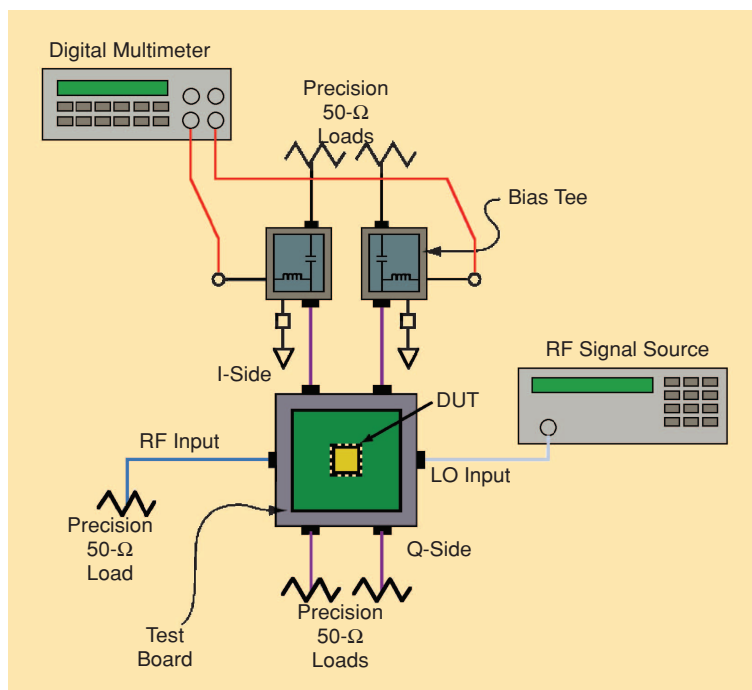 Digital Multimeter
Precision
50-Ω
Loads
Bias Tee
RF Signal Source
I-Side
DUT
RF Input
LO Input
Precision
50-Ω
Load
Q-Side
Precision
50-Ω
Loads
Test
Board